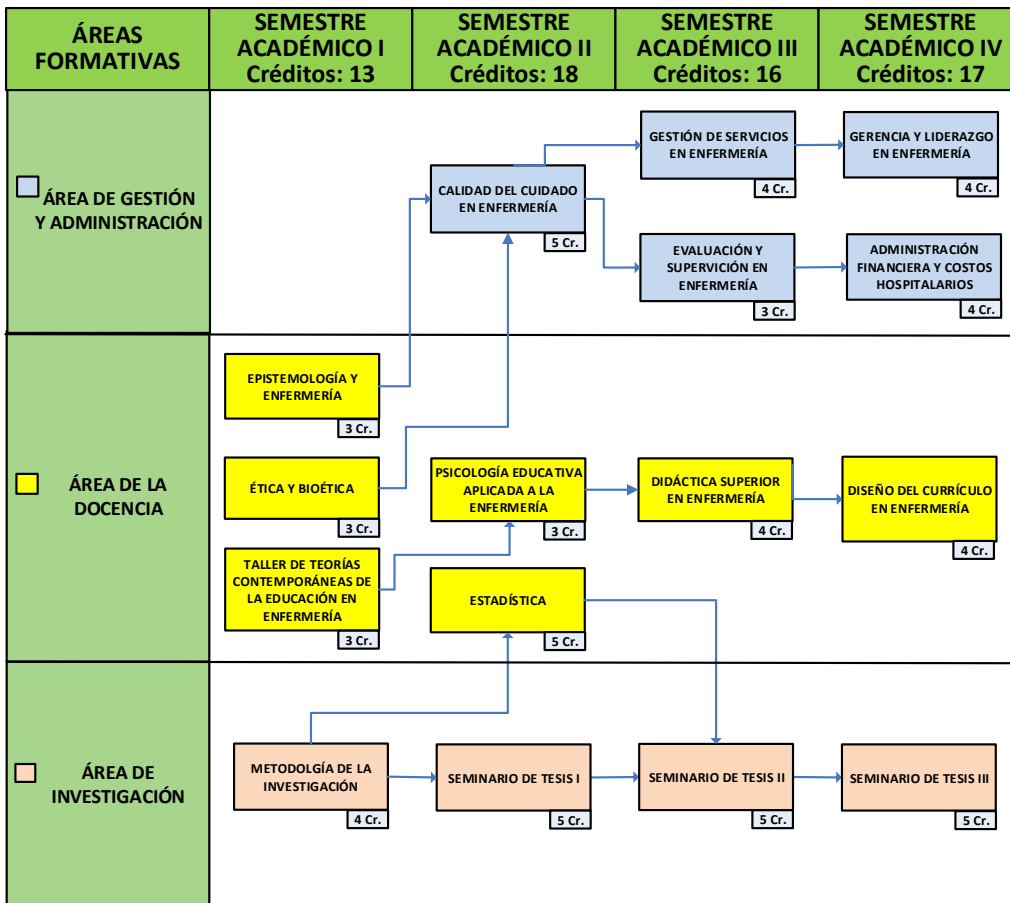 ÁREAS
FORMATIVAS
SEMESTRE
ACADÉMICO I
Créditos: 13
SEMESTRE
ACADÉMICO II
Créditos: 18
SEMESTRE
ACADÉMICO III
Créditos: 16
SEMESTRE
ACADÉMICO IV
Créditos: 17
ÁREA DE GESTIÓN
Y ADMINISTRACIÓN
CALIDAD DEL CUIDADO
EN ENFERMERÍA
5 Cr.
GESTIÓN DE SERVICIOS
EN ENFERMERÍA
4 Cr.
GERENCIA Y LIDERAZGO
EN ENFERMERÍA
4 Cr.
EVALUACIÓN Y
SUPERVICIÓN EN
ENFERMERÍA
3 Cr.
ADMINISTRACIÓN
FINANCIERA Y COSTOS
HOSPITALARIOS
4 Cr.
ÁREA DE LA
DOCENCIA
EPISTEMOLOGÍA Y
ENFERMERÍA
3 Cr.
ÉTICA Y BIOÉTICA
3 Cr.
PSICOLOGÍA EDUCATIVA
APLICADA A LA
ENFERMERÍA
3 Cr.
DIDÁCTICA SUPERIOR
EN ENFERMERÍA
4 Cr.
DISEÑO DEL CURRÍCULO
EN ENFERMERÍA
4 Cr.
TALLER DE TEORÍAS
CONTEMPORÁNEAS DE
LA EDUCACIÓN EN
ENFERMERÍA
3 Cr.
ESTADÍSTICA
5 Cr.
ÁREA DE
INVESTIGACIÓN
METODOLGÍA DE LA
INVESTIGACIÓN
4 Cr.
SEMINARIO DE TESIS I
5 Cr.
SEMINARIO DE TESIS II
5 Cr.
SEMINARIO DE TESIS III
5 Cr.